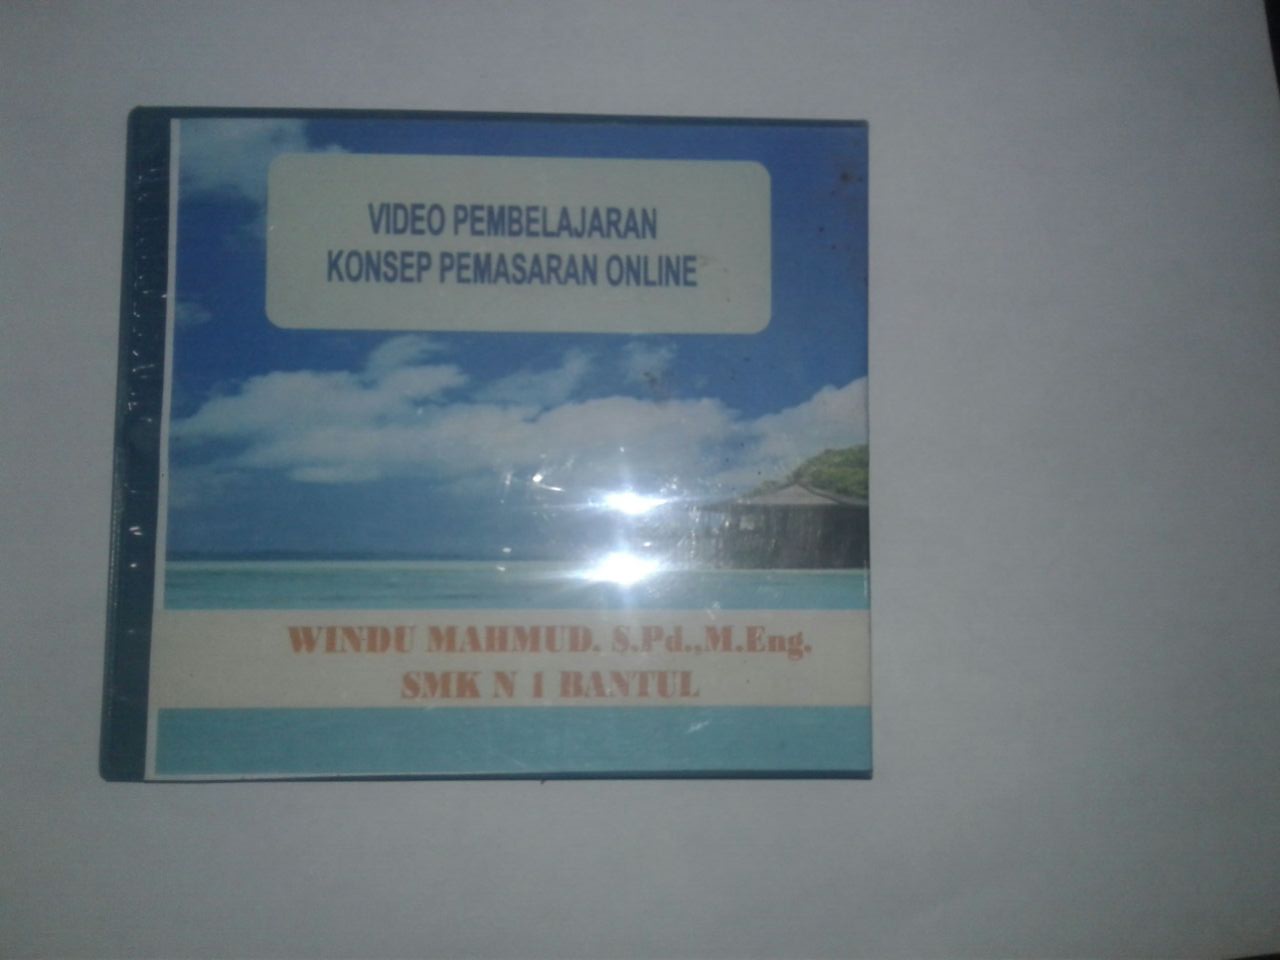 VIDEO PEMBELAJARAN
KONSEP PEMASARAN ONLINE
WINDU MAHMUD. S.Pd.,M.Eng.
SMK N 1 BANTUL